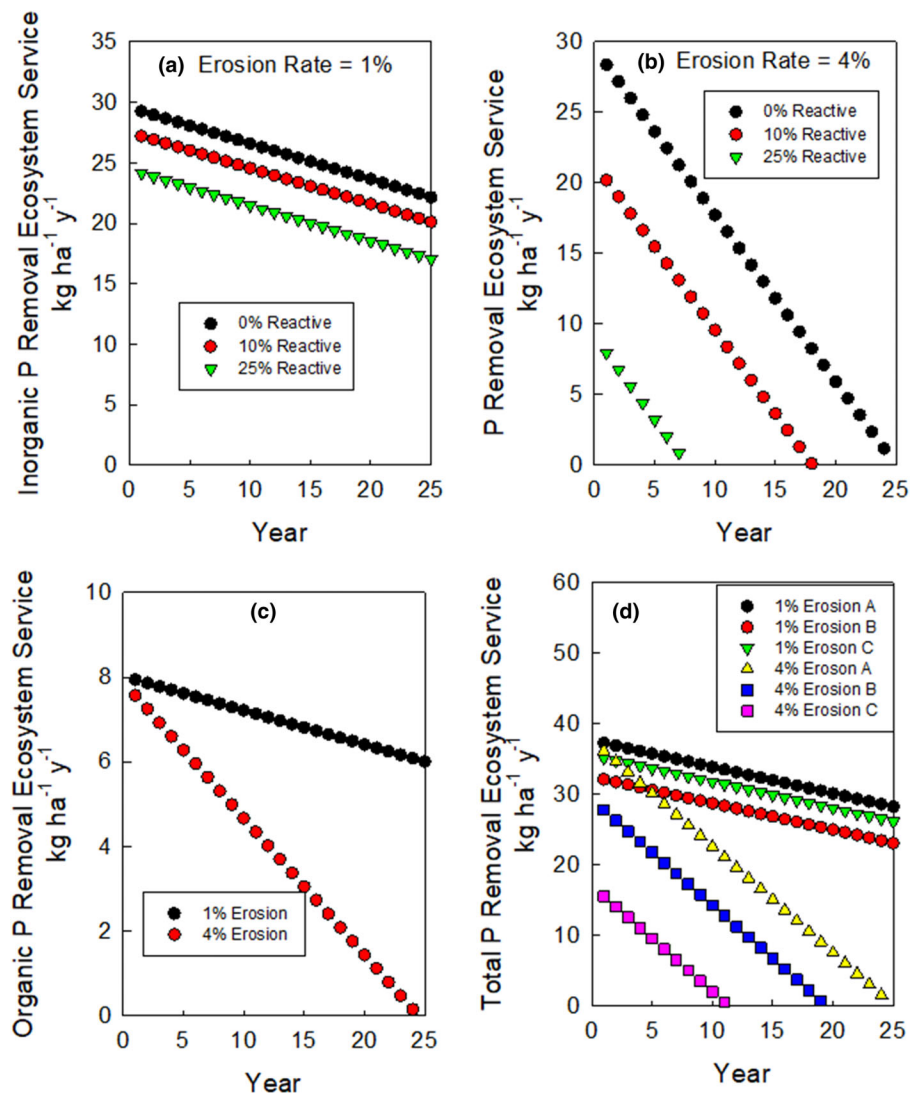 Inorganic P Removal Ecosystem Service
kg ha-1 y-1
35
30
25
20
15
10
5
0
(a) Erosion Rate = 1%
0% Reactive
10% Reactive
25% Reactive
0 5 10 15 20 25
Year
P Removal Ecosystem Service
kg ha-1 y-1
30
25
20
15
10
5
0
(b) Erosion Rate = 4%
0% Reactive
10% Reactive
25% Reactive
0 5 10 15 20 25
Year
Organic P Removal Ecosystem Service
kg ha-1 y-1
8
6
4
2
0
(c)
1% Erosion
4% Erosion
0 5 10 15 20 25
Year
Total P Removal Ecosystem Service
kg ha-1 y-1
60
50
40
30
20
10
0
(d)
1% Erosion A
1% Erosion B
1% Eroson C
4% Eroson A
4% Erosion B
4% Erosion C
0 5 10 15 20 25
Year